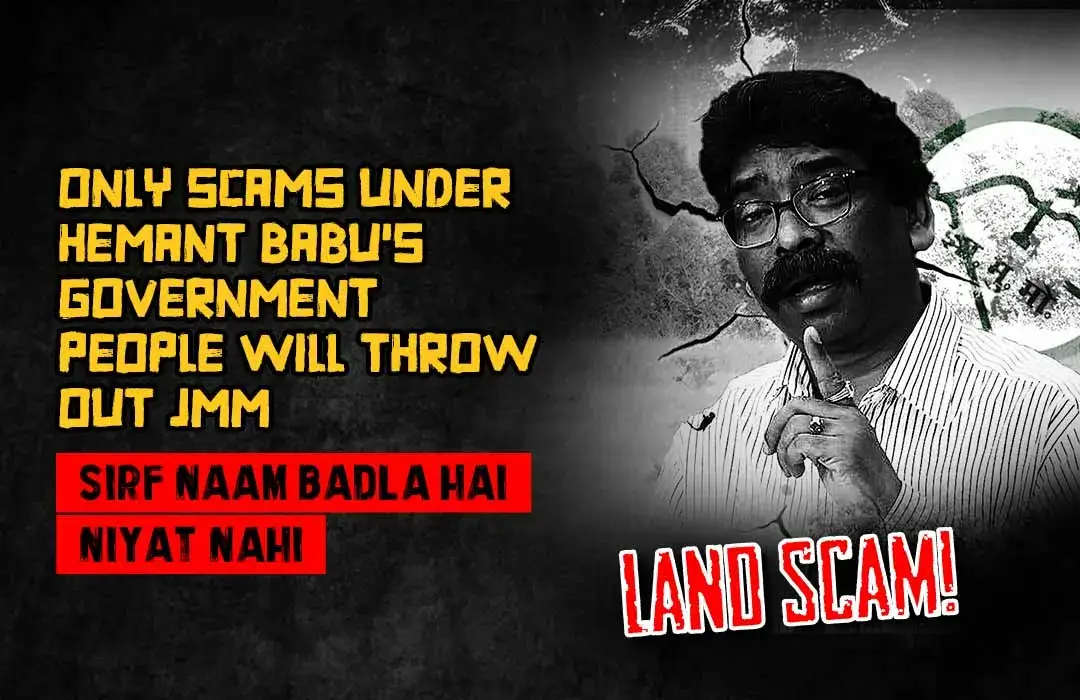 ONLY SCAMS UNDER
HEMANT BABU'S
GOVERNMENT
PEOPLE WILL THROW
OUT JMM
SIRF NAAM BADLA HAI
NIYAT NAHI
LAND SCAM!
मु. मो.